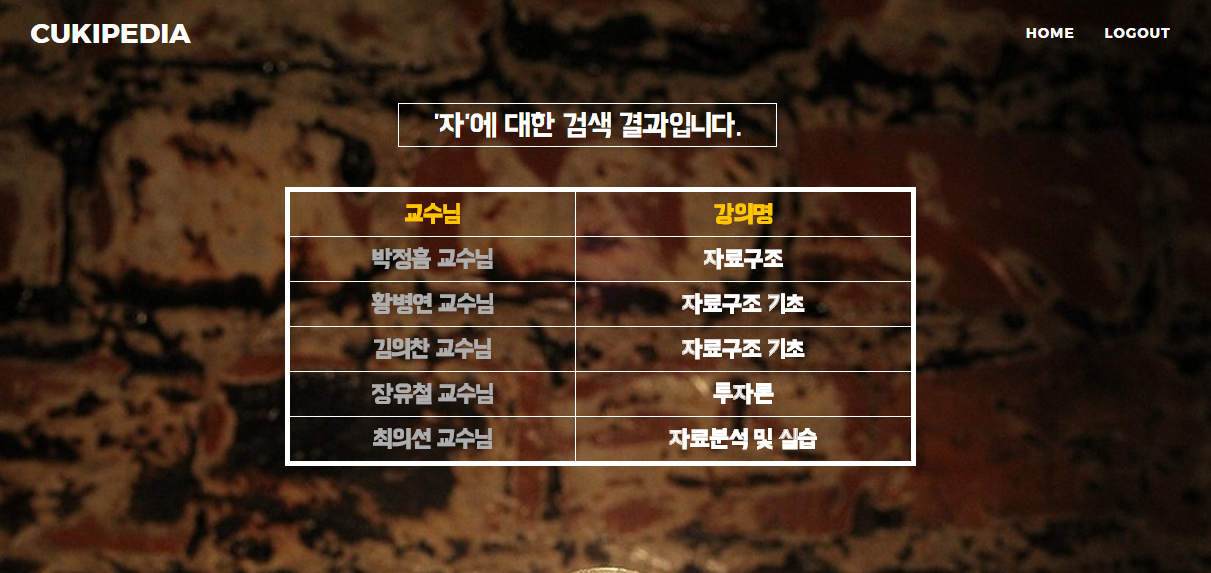 CUKIPEDIA HOME LOGOUT
'자'에 대한 검색 결과입니다.
교수님 강의명
박정흠 교수님 자료구조
황병연 교수님 자료구조 기초
김의찬 교수님 자료구조 기초
장유철 교수님 투자론
최의선 교수님 자료분석 및 실습